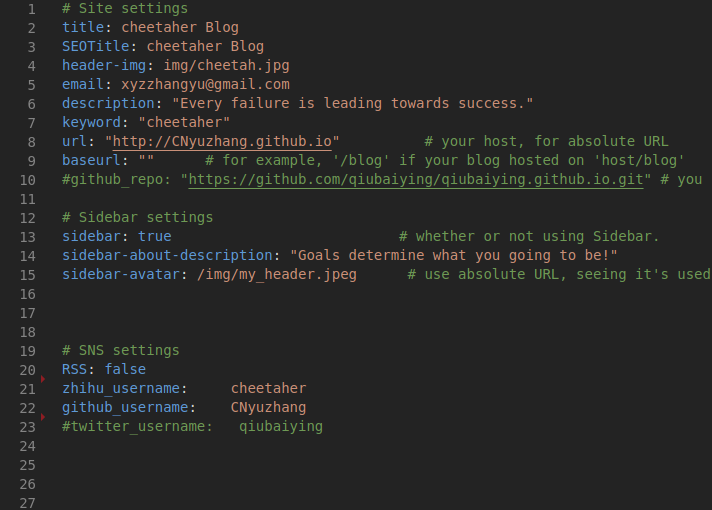 1 # Site settings
2 title: cheetaher Blog
3 SEOTitle: cheetaher Blog
4 header-img: img/cheetah.jpg
5 email: xyzzhangyu@gmail.com
6 description: "Every failure is leading towards success."
7 keyword: "cheetaher"
8 url: "http://CNyuzhang.github.io" # your host, for absolute URL
9 baseurl: "" # for example, '/blog' if your blog hosted on 'host/blog'
10 #github_repo: "https://github.com/qiubaiying/qiubaiying.github.io.git" # you
11
12 # Sidebar settings
13 sidebar: true # whether or not using Sidebar.
14 sidebar-about-description: "Goals determine what you going to be!"
15 sidebar-avatar: /img/my_header.jpeg # use absolute URL, seeing it's used
16
17
18
19 # SNS settings
20 RSS: false
21 zhihu_username: cheetaher
22 github_username: CNyuzhang
23 #twitter_username: qiubaiying
24
25
26
27